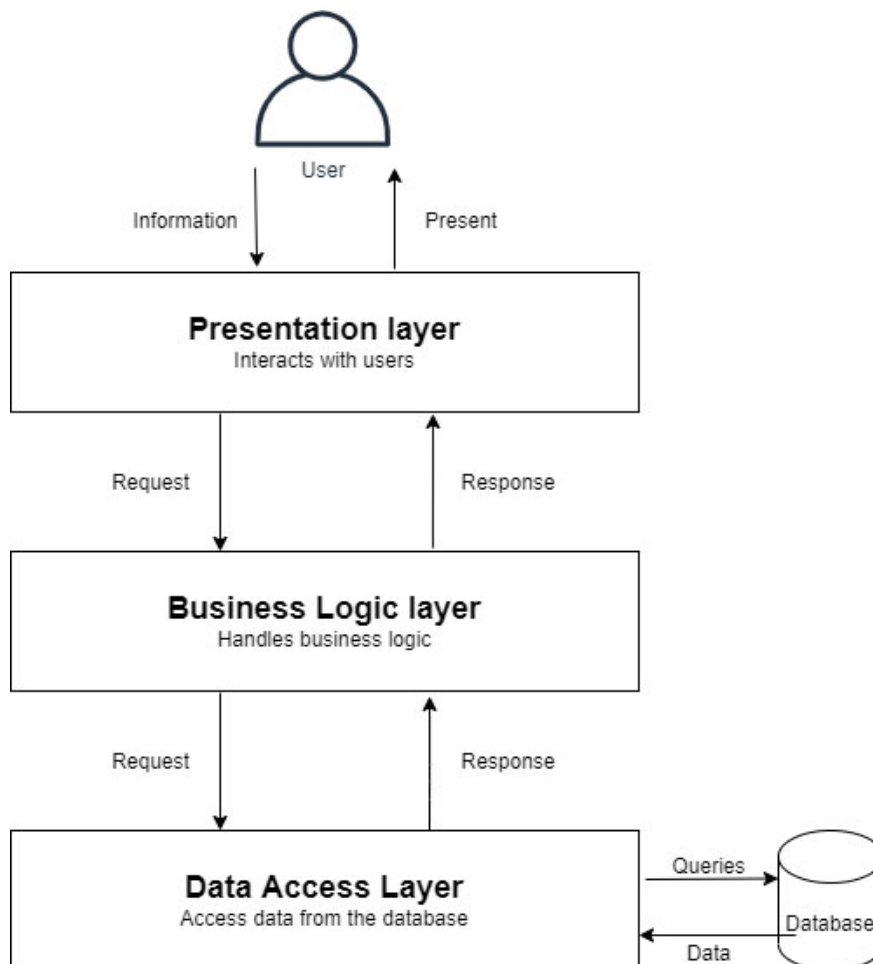 User
Information
Present
Presentation layer
Interacts with users
Request
Response
Business Logic layer
Handles business logic
Request
Response
Data Access Layer
Access data from the database
Queries
Database
Data